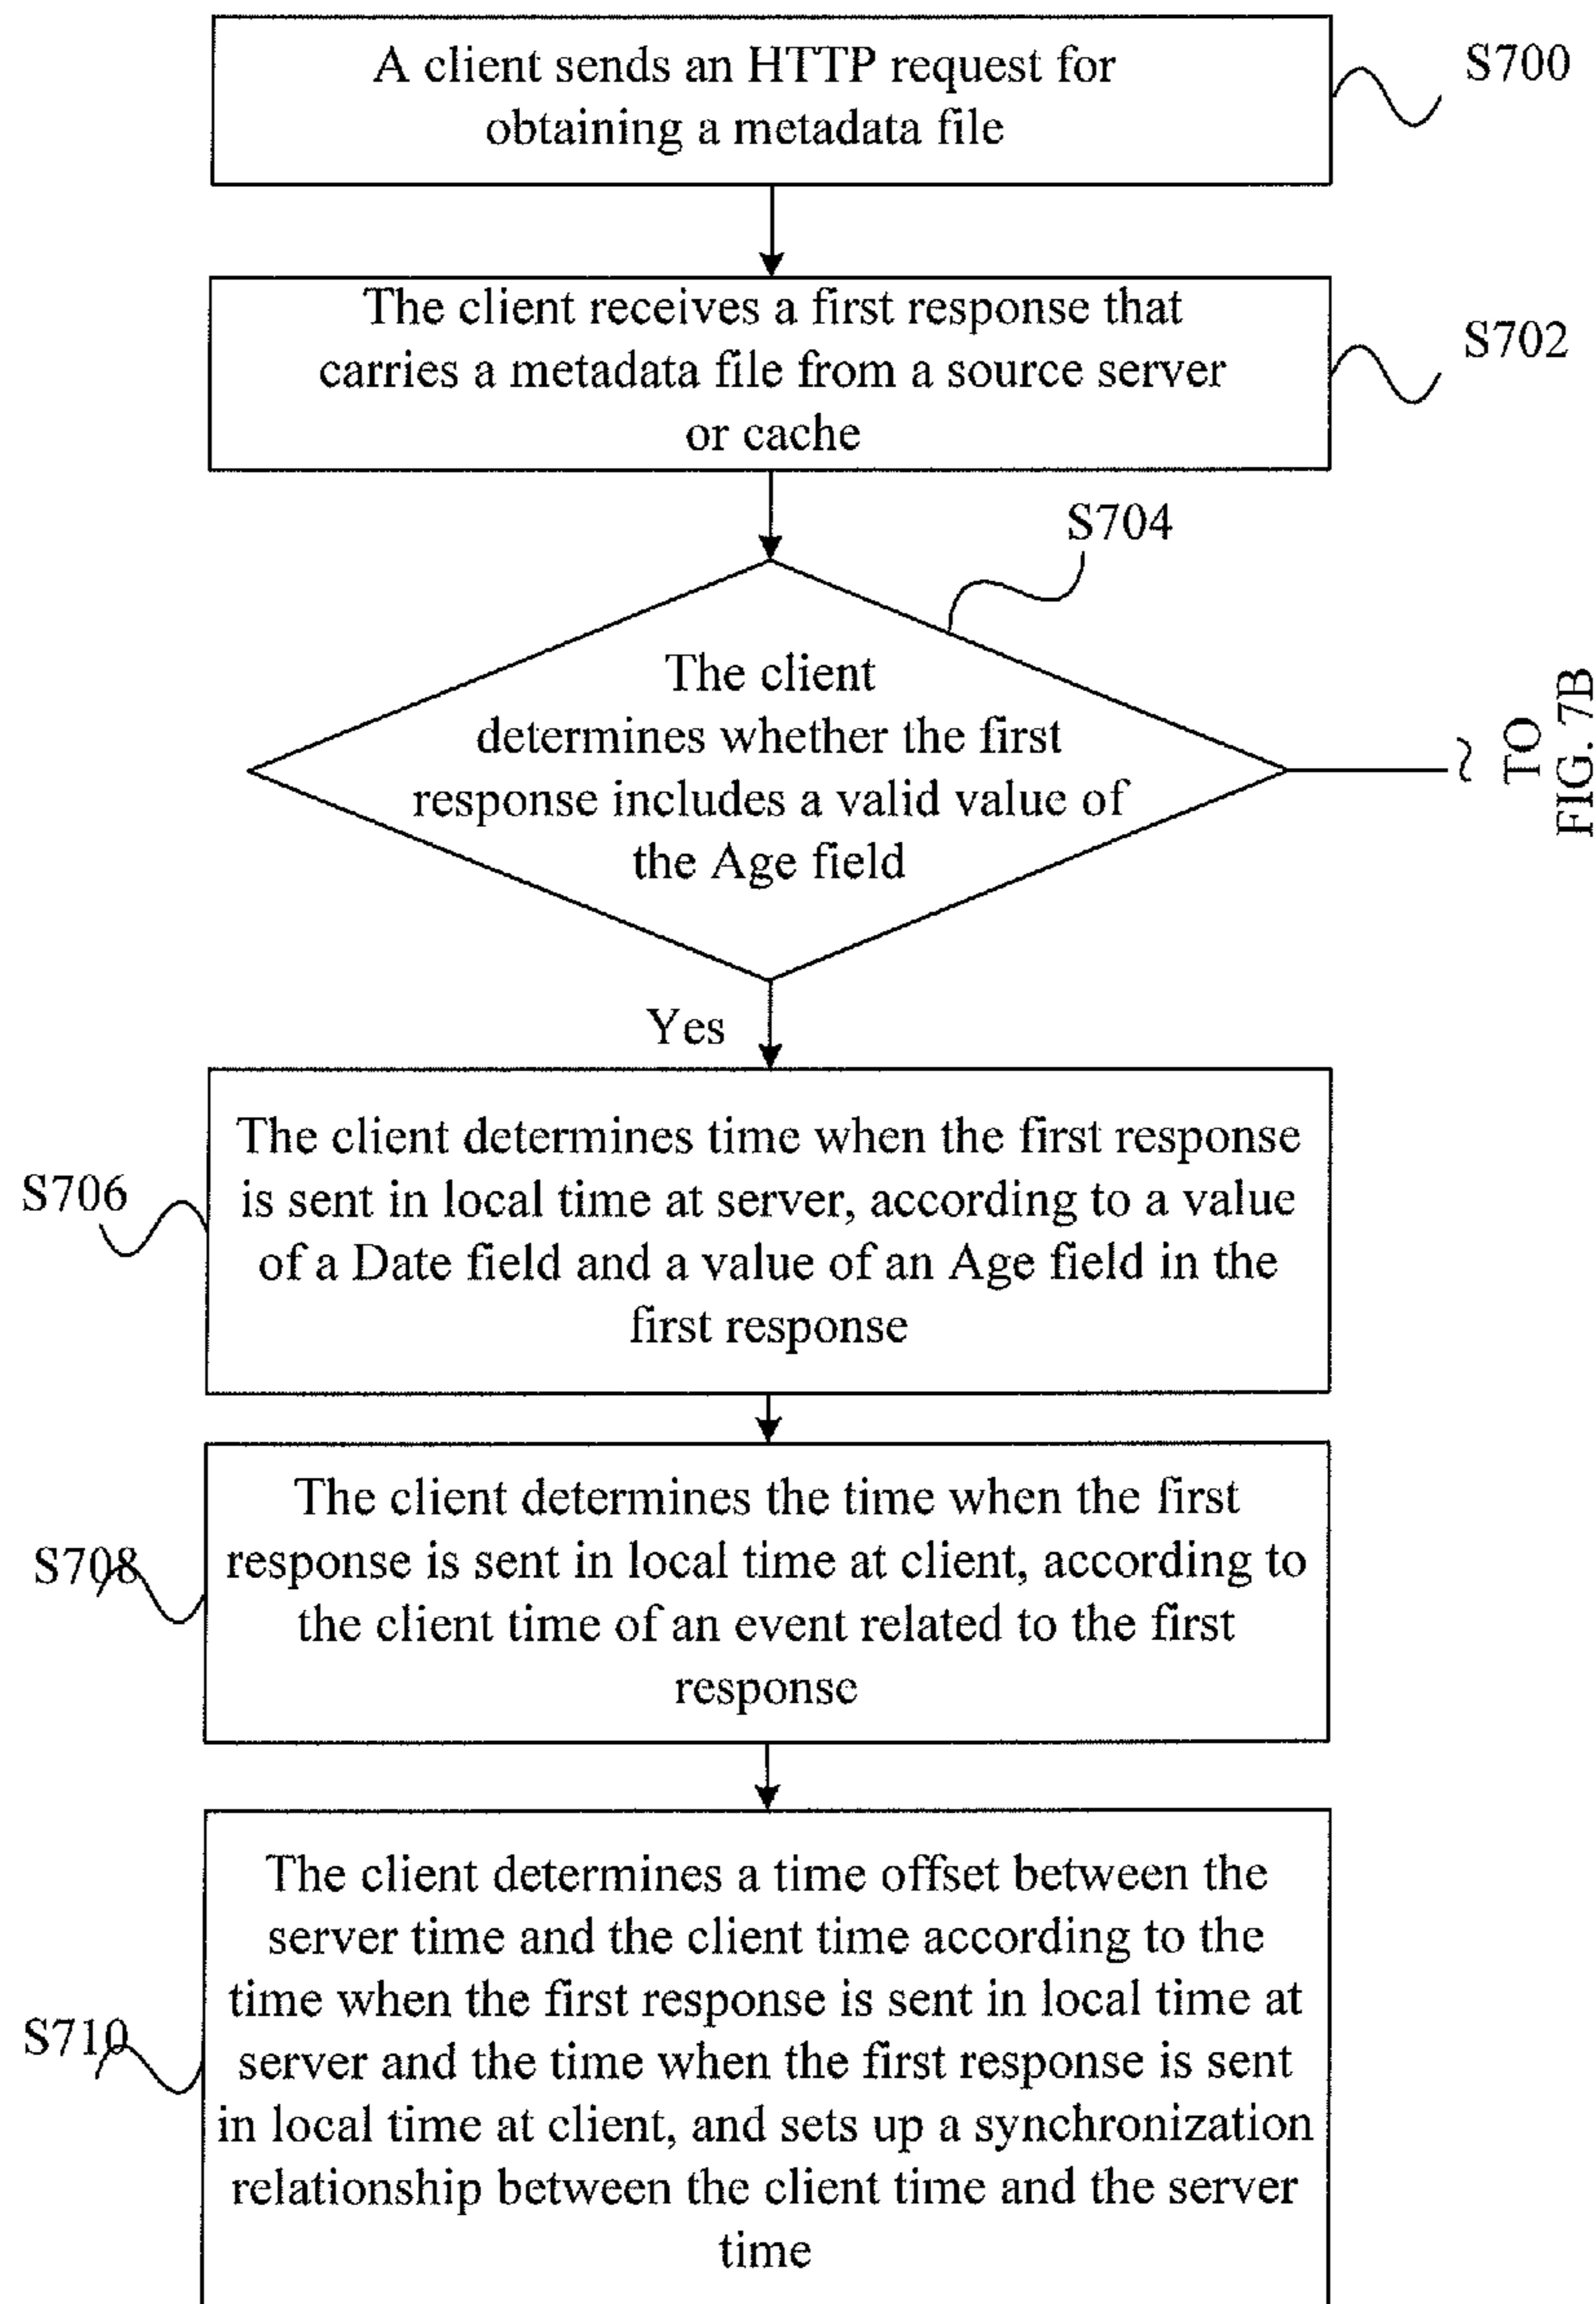 A client sends an HTTP request for
obtaining a metadata file
S700
The client receives a first response that
carries a metadata file from a source server
or cache
S702
S704
The client
determines whether the first
response includes a valid value of
the Age field
TO
FIG. 7B
Yes
The client determines time when the first response
is sent in local time at server, according to a value
of a Date field and a value of an Age field in the
first response
S706
The client determines the time when the first
response is sent in local time at client, according to
the client time of an event related to the first
response
S708
The client determines a time offset between the
server time and the client time according to the
time when the first response is sent in local time at
server and the time when the first response is sent
in local time at client, and sets up a synchronization
relationship between the client time and the server
time
S710